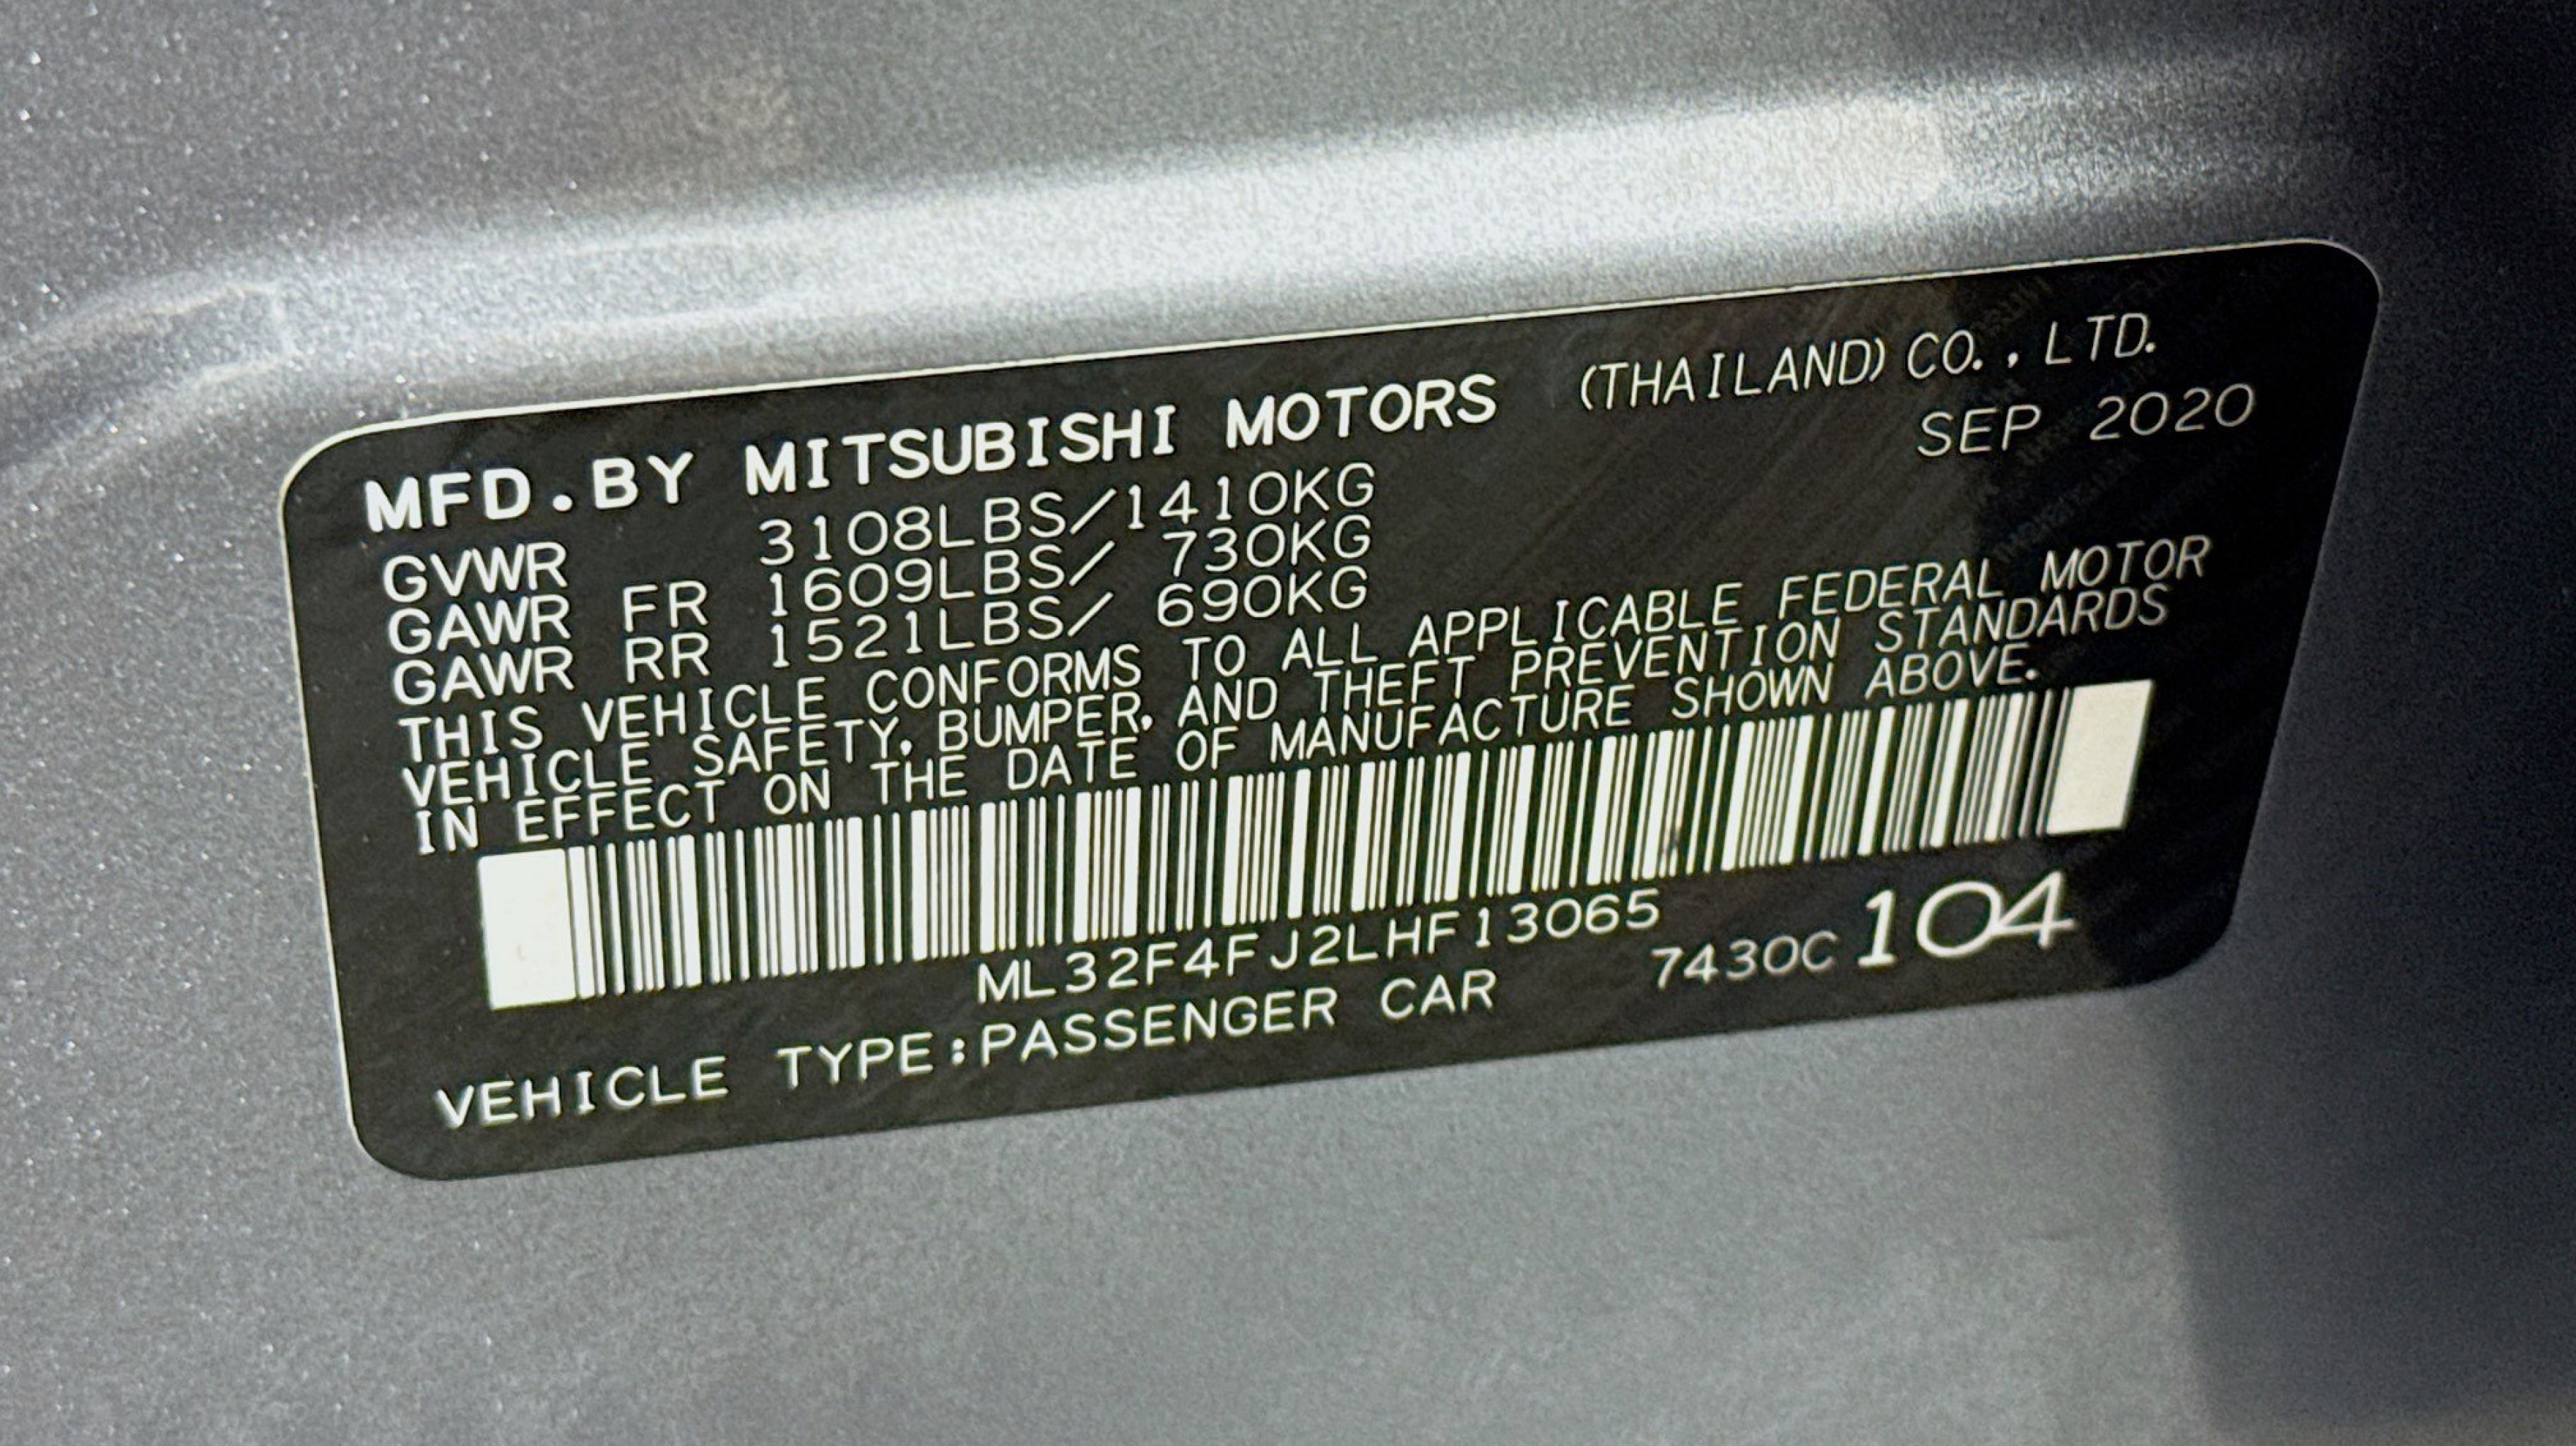 MFD.BY MITSUBISHI MOTORS (THAILAND) CO., LTD.
SEP 2020
GVWR 3108LBS/1410KG
GAWR FR 1609LBS/ 730KG
GAWR RR 1521LBS/ 690KG
THIS VEHICLE CONFORMS TO ALL APPLICABLE FEDERAL MOTOR
VEHICLE SAFETY, BUMPER, AND THEFT PREVENTION STANDARDS
IN EFFECT ON THE DATE OF MANUFACTURE SHOWN ABOVE.
ML32F4FJ2LHF13065
7430C 104
VEHICLE TYPE:PASSENGER CAR